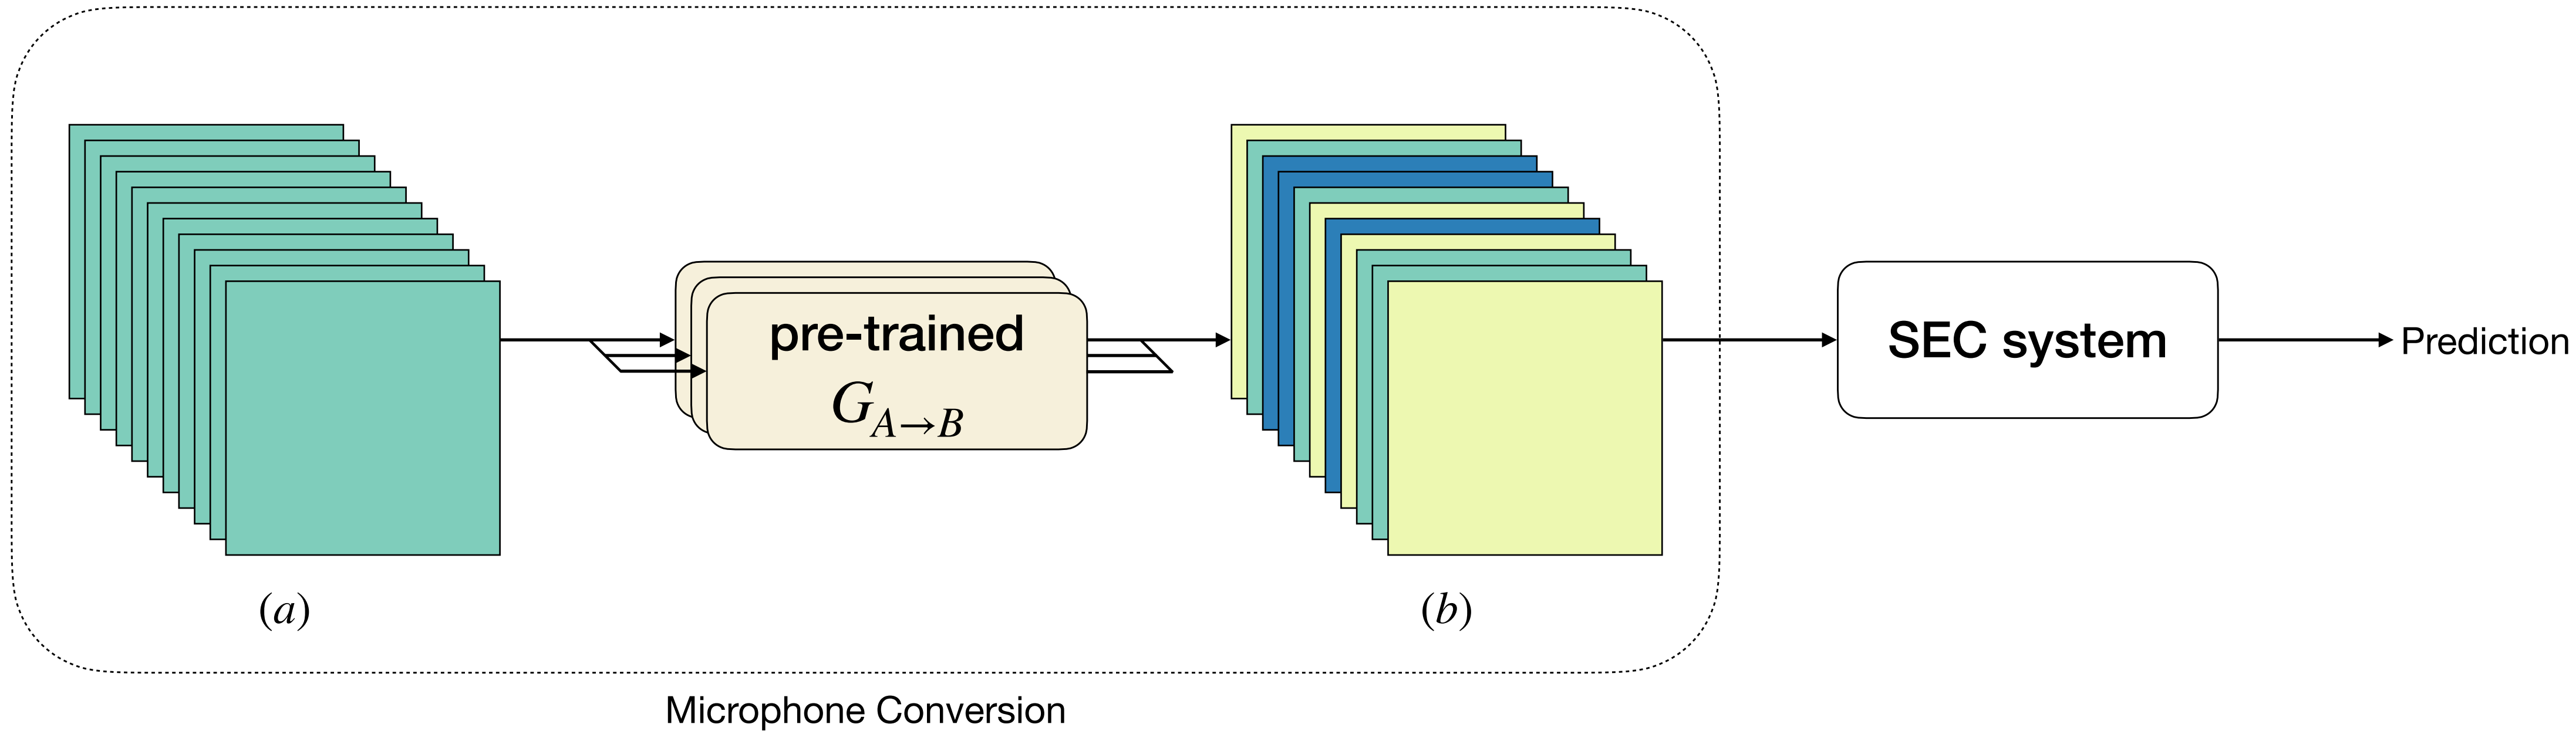 pre-trained
G_{A→B}
SEC system
Prediction
(a)
(b)
Microphone Conversion